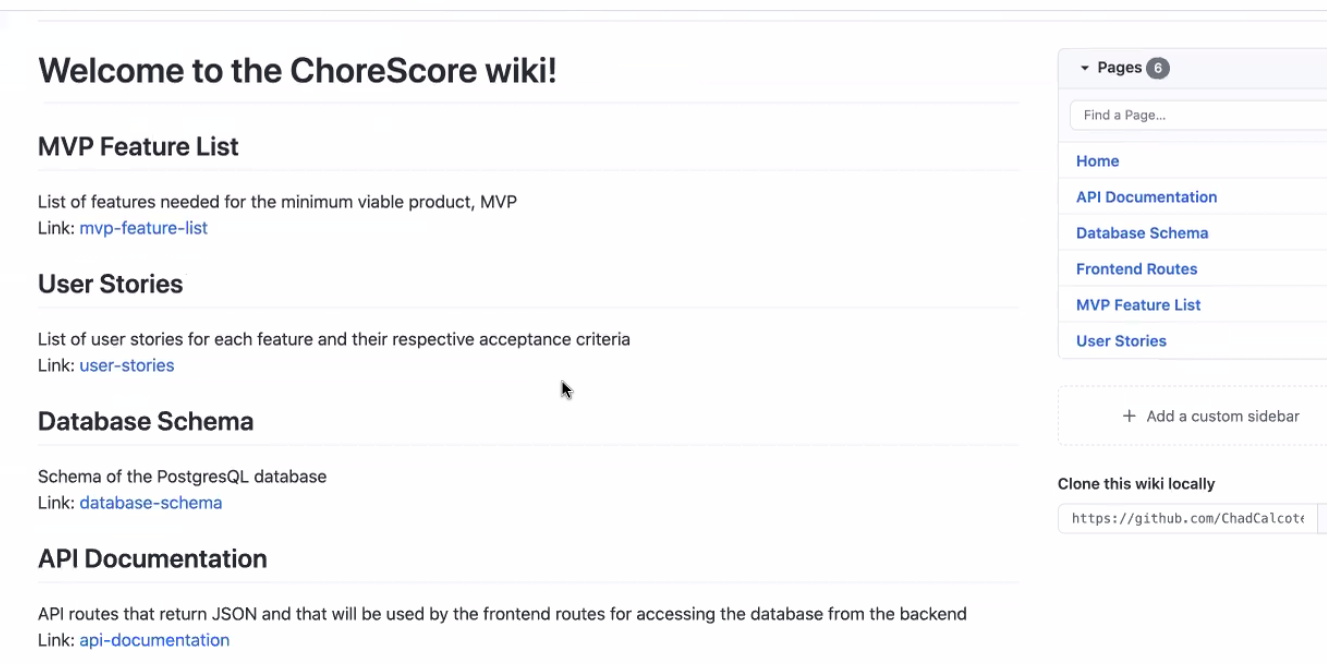 Welcome to the ChoreScore wiki!
MVP Feature List
List of features needed for the minimum viable product, MVP
Link: mvp-feature-list
User Stories
List of user stories for each feature and their respective acceptance criteria
Link: user-stories
Database Schema
Schema of the PostgresQL database
Link: database-schema
API Documentation
API routes that return JSON and that will be used by the frontend routes for accessing the database from the backend
Link: api-documentation
Pages 6
Find a Page...
Home
API Documentation
Database Schema
Frontend Routes
MVP Feature List
User Stories
+ Add a custom sidebar
Clone this wiki locally
https://github.com/ChadCalcote